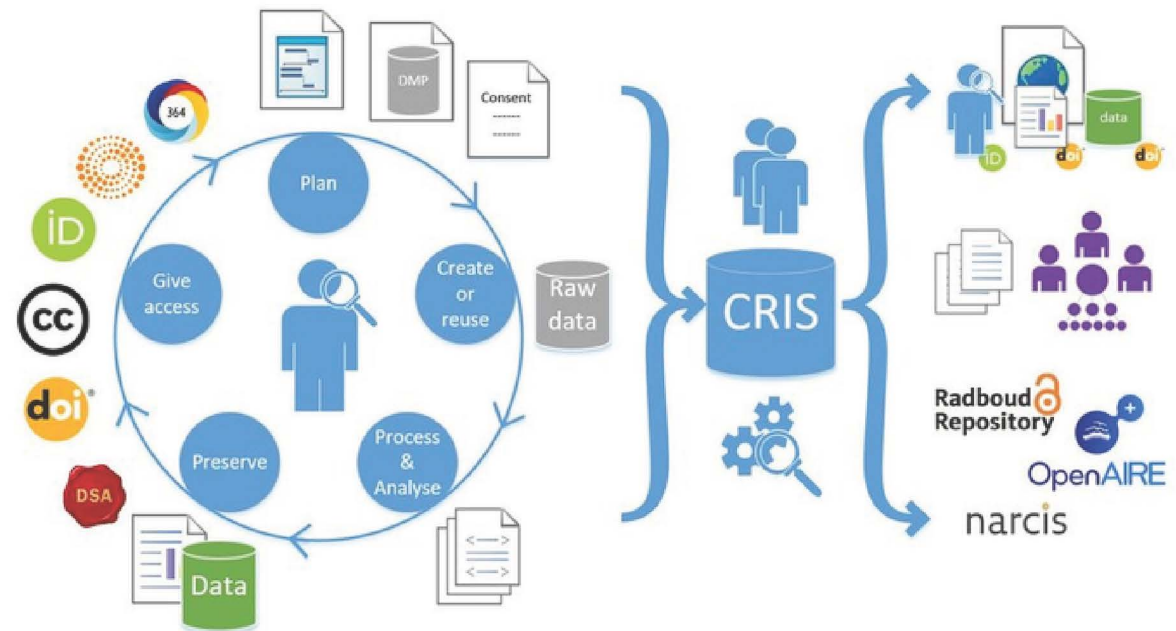 364
DMP
Consent
Plan
iD
Give
access
Create or
reuse
Raw
data
cc
doi
Preserve
Process
&
Analyse
DSA
Data
CRIS
data
iD
doi
doi
Radboud
Repository
OpenAIRE
narcis